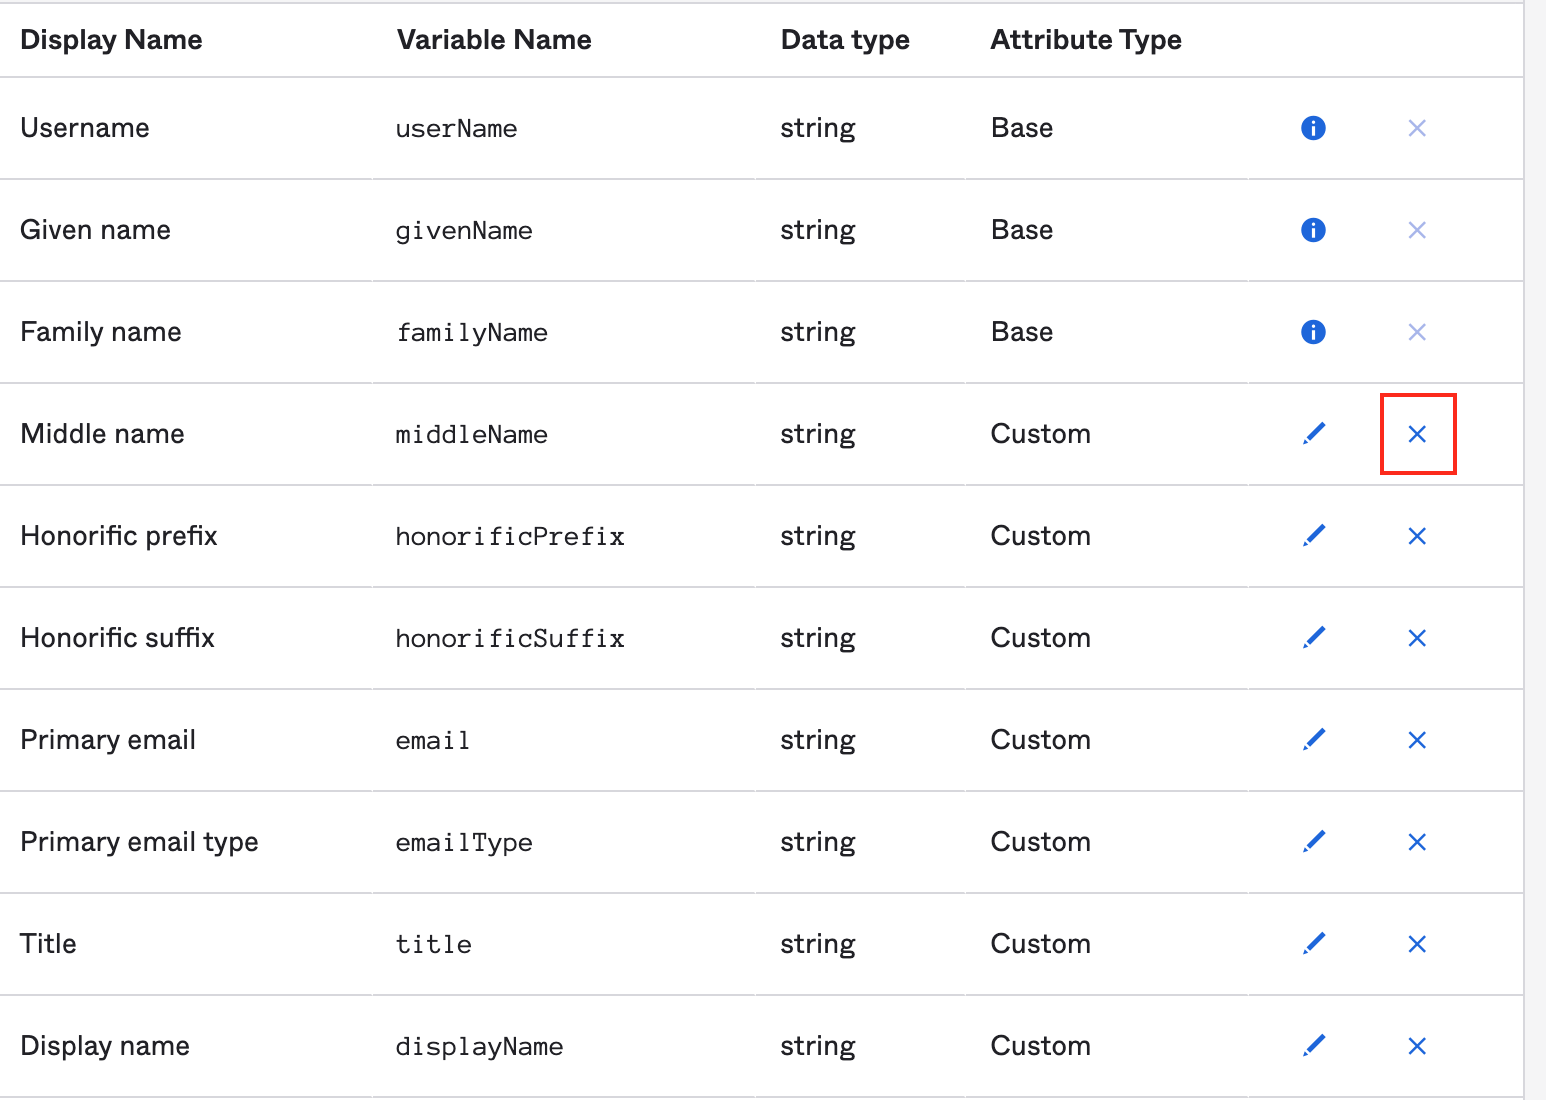 Display Name Variable Name Data type Attribute Type
Username userName string Base
Given name givenName string Base
Family name familyName string Base
Middle name middleName string Custom
Honorific prefix honorificPrefix string Custom
Honorific suffix honorificSuffix string Custom
Primary email email string Custom
Primary email type emailType string Custom
Title title string Custom
Display name displayName string Custom